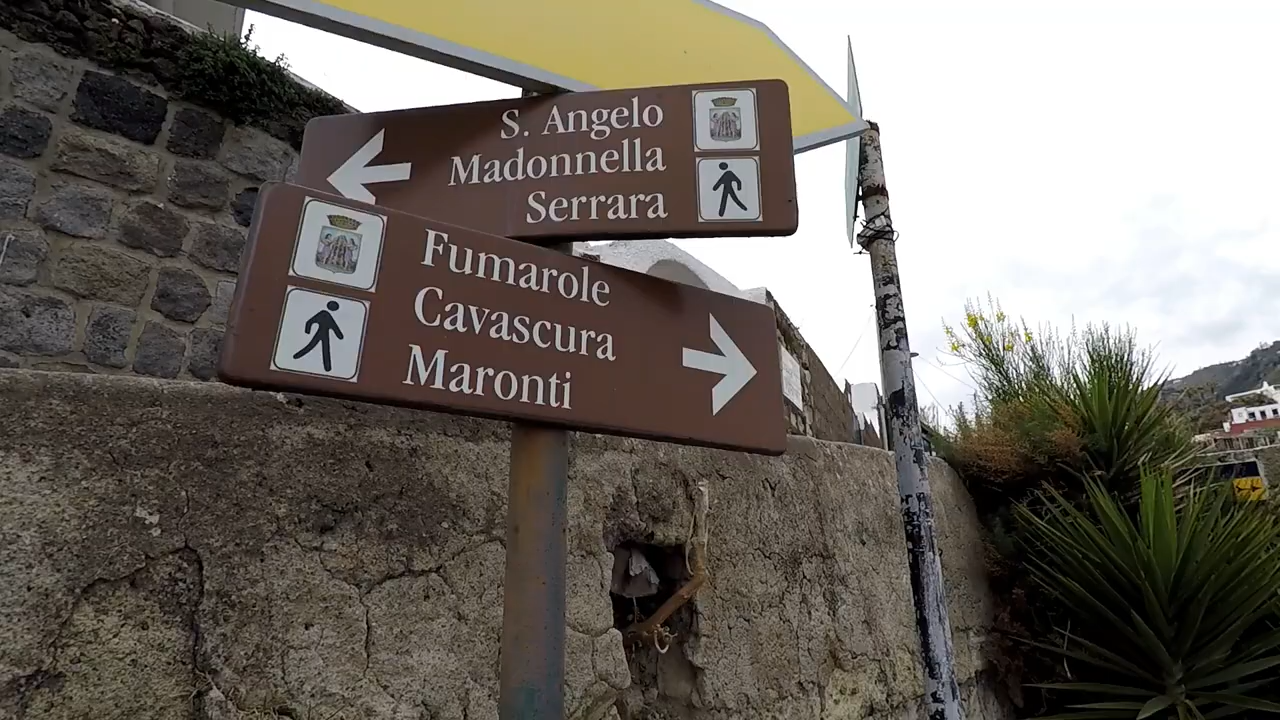 S. Angelo
Madonnella
Serrara
Fumarole
Cavascura
Maronti